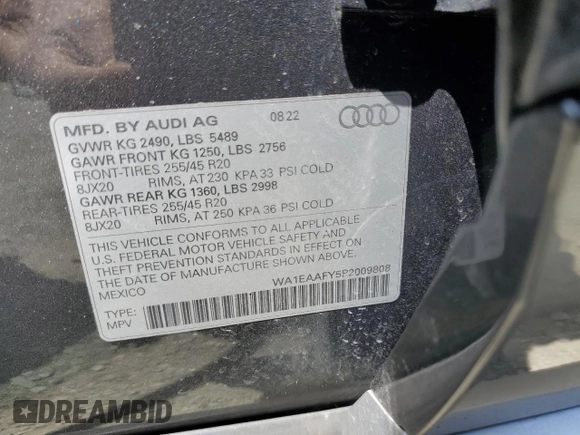 MFD. BY AUDI AG 08.22
GVWR KG 2490, LBS 5489
GAWR FRONT KG 1250, LBS 2756
FRONT-TIRES 255/45 R20
8JX20 RIMS, AT 230 KPA 33 PSI COLD
GAWR REAR KG 1360, LBS 2998
REAR-TIRES 255/45 R20
8JX20 RIMS, AT 250 KPA 36 PSI COLD
THIS VEHICLE CONFORMS TO ALL APPLICABLE
U.S. FEDERAL MOTOR VEHICLE SAFETY AND
THEFT PREVENTION STANDARDS IN EFFECT ON
THE DATE OF MANUFACTURE SHOWN ABOVE.
MEXICO
WA1EAAFY5P2009808
TYPE:
MPV
DREAMBID